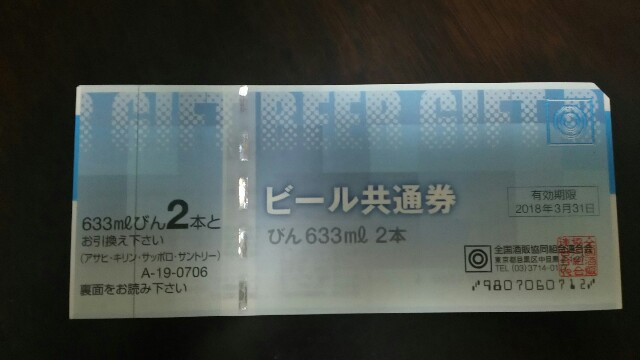 BEER GIFT
633mlびん2本と
お引換え下さい
(アサヒ・キリン・サッポロ・サントリー)
A-19-0706
裏面をお読み下さい
ビール共通券
びん633ml 2本
有効期限
2018年3月31日
全国酒販協同組合連合会
東京都目黒区中目黒
TEL (03)3714-01
9807060712